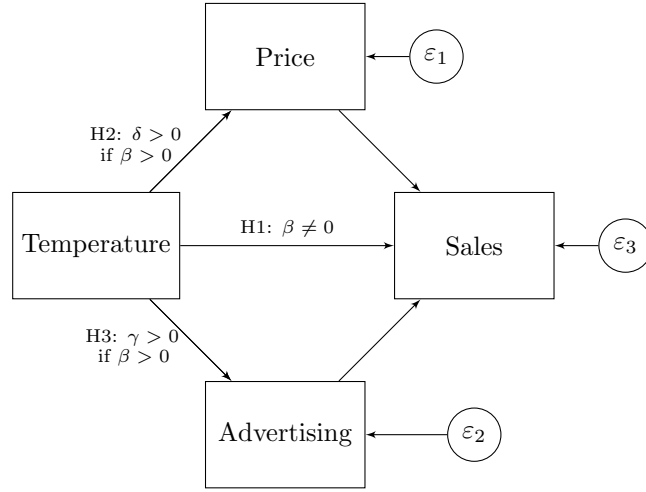 Price
ε₁
H2: δ > 0
if β > 0
Temperature
H1: β ≠ 0
Sales
ε₃
H3: γ > 0
if β > 0
Advertising
ε₂